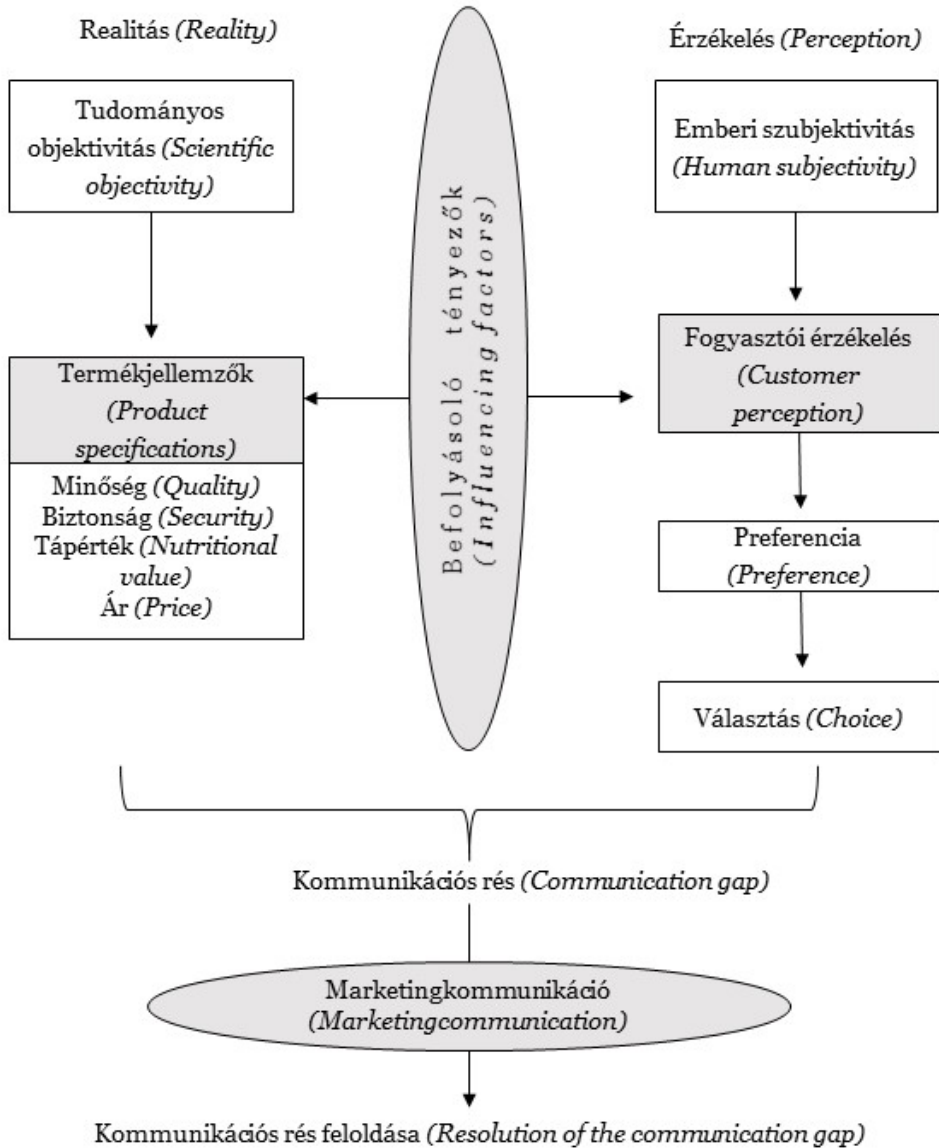 Realitás (Reality)
Tudományos
objektivitás (Scientific
objectivity)
Termékjellemzők
(Product
specifications)
Minőség (Quality)
Biztonság (Security)
Tápérték (Nutritional
value)
Ár (Price)
Befolyásoló tényezők
(Influencing factors)
Érzékelés (Perception)
Emberi szubjektivitás
(Human subjectivity)
Fogyasztói érzékelés
(Customer
perception)
Preferencia
(Preference)
Választás (Choice)
Kommunikációs rés (Communication gap)
Marketingkommunikáció
(Marketingcommunication)
Kommunikációs rés feloldása (Resolution of the communication gap)